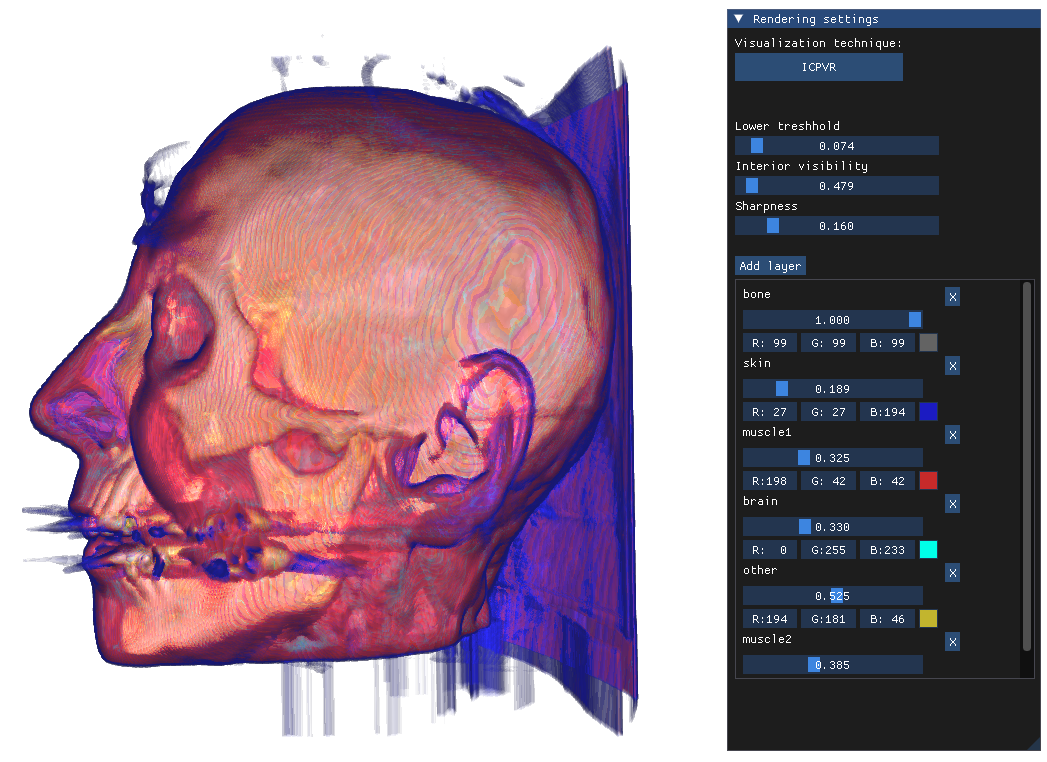 Rendering settings
Visualization technique:
ICPVR
Lower treshhold
0.074
Interior visibility
0.479
Sharpness
0.160
Add layer
bone X
1.000
R: 99 G: 99 B: 99
skin X
0.189
R: 27 G: 27 B:194
muscle1 X
0.325
R:198 G: 42 B: 42
brain X
0.330
R: 0 G:255 B:233
other X
0.525
R:194 G:181 B: 46
muscle2 X
0.385